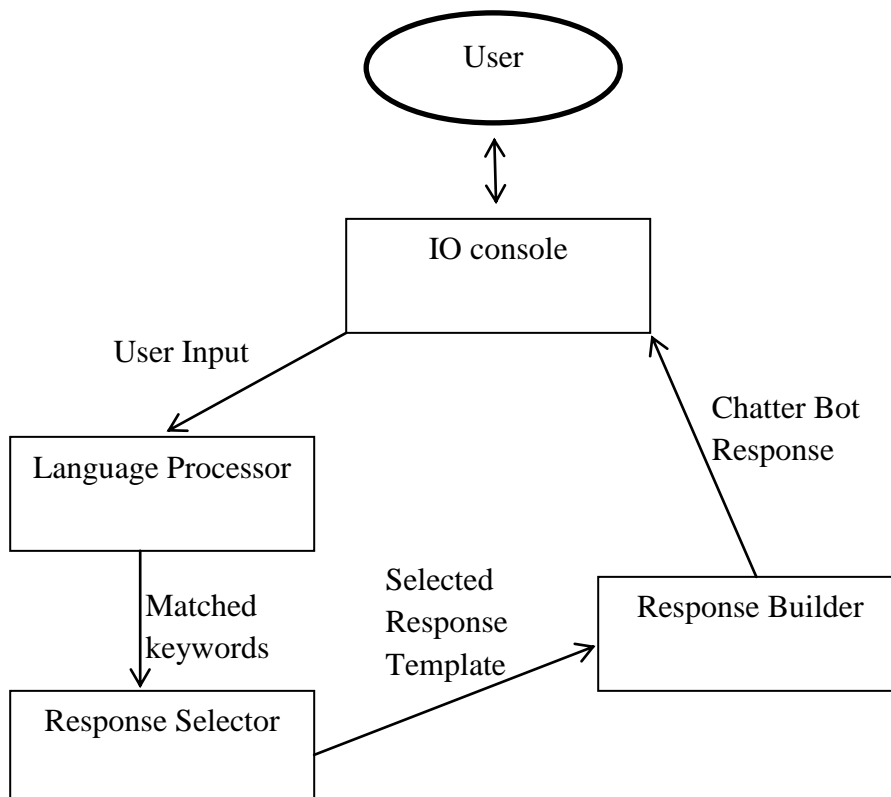 User
IO console
User Input
Chatter Bot
Response
Language Processor
Selected
Response
Template
Response Builder
Matched
keywords
Response Selector